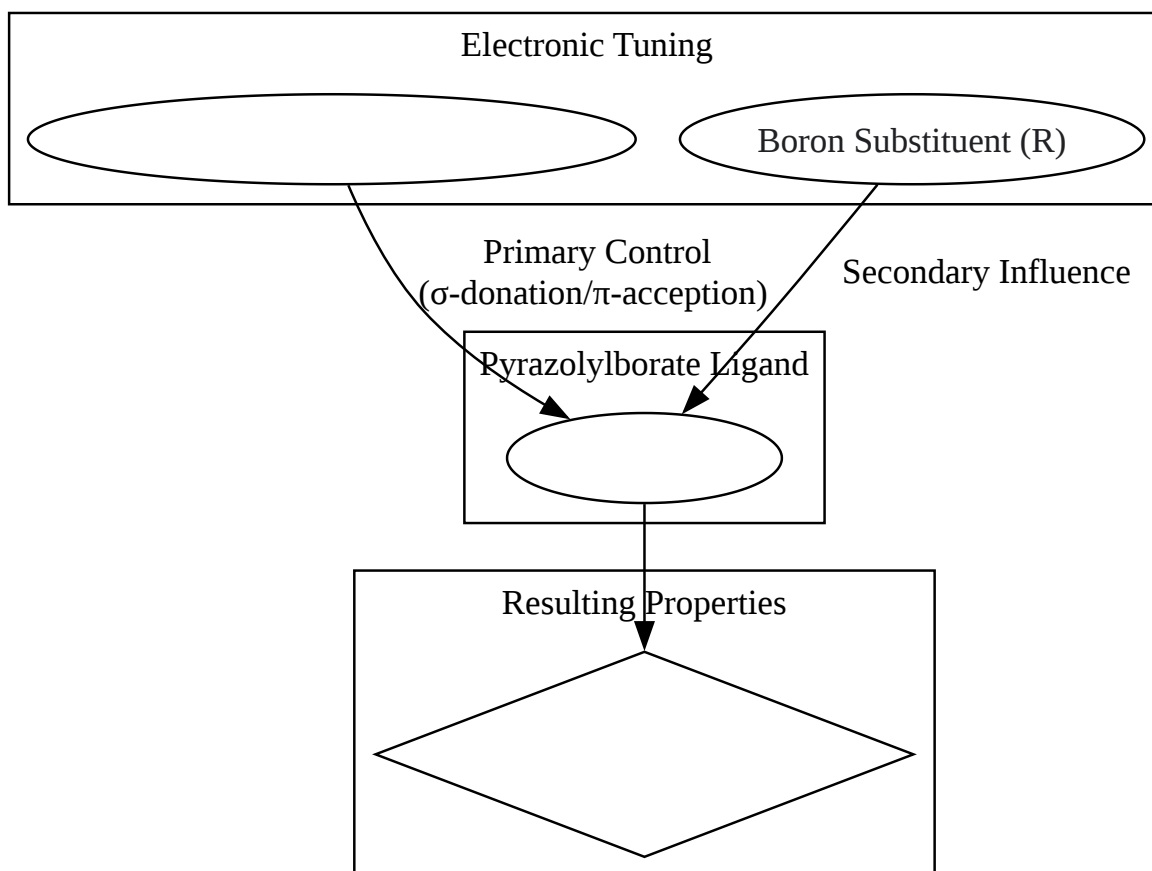 Electronic Tuning
Boron Substituent (R)
Primary Control
(σ-donation/π-acception)
Secondary Influence
Pyrazolylborate Ligand
Resulting Properties